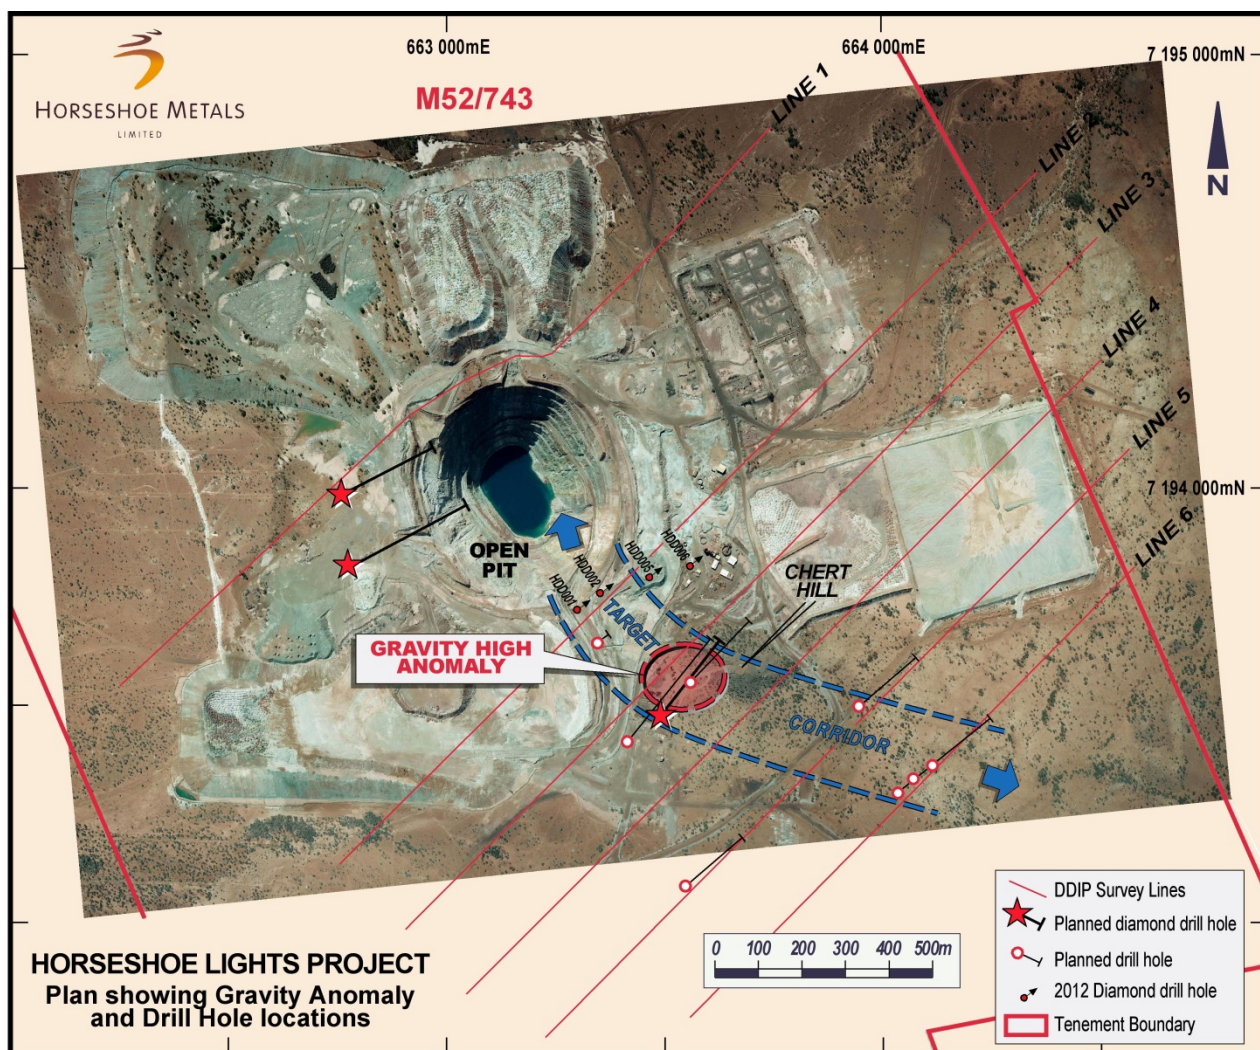 663 000mE
664 000mE
7 195 000mN
HORSESHOE METALS
LIMITED
M52/743
LINE 1
LINE
LINE 3
LINE 4
LINE 5
LINE 6
N
7 194 000mN
OPEN
PIT
HDD001
HDD002
HDD005
HDD006
CHERT
HILL
TARGET
CORRIDOR
GRAVITY HIGH
ANOMALY
HORSESHOE LIGHTS PROJECT
Plan showing Gravity Anomaly
and Drill Hole locations
0 100 200 300 400 500m
DDIP Survey Lines
Planned diamond drill hole
Planned drill hole
2012 Diamond drill hole
Tenement Boundary